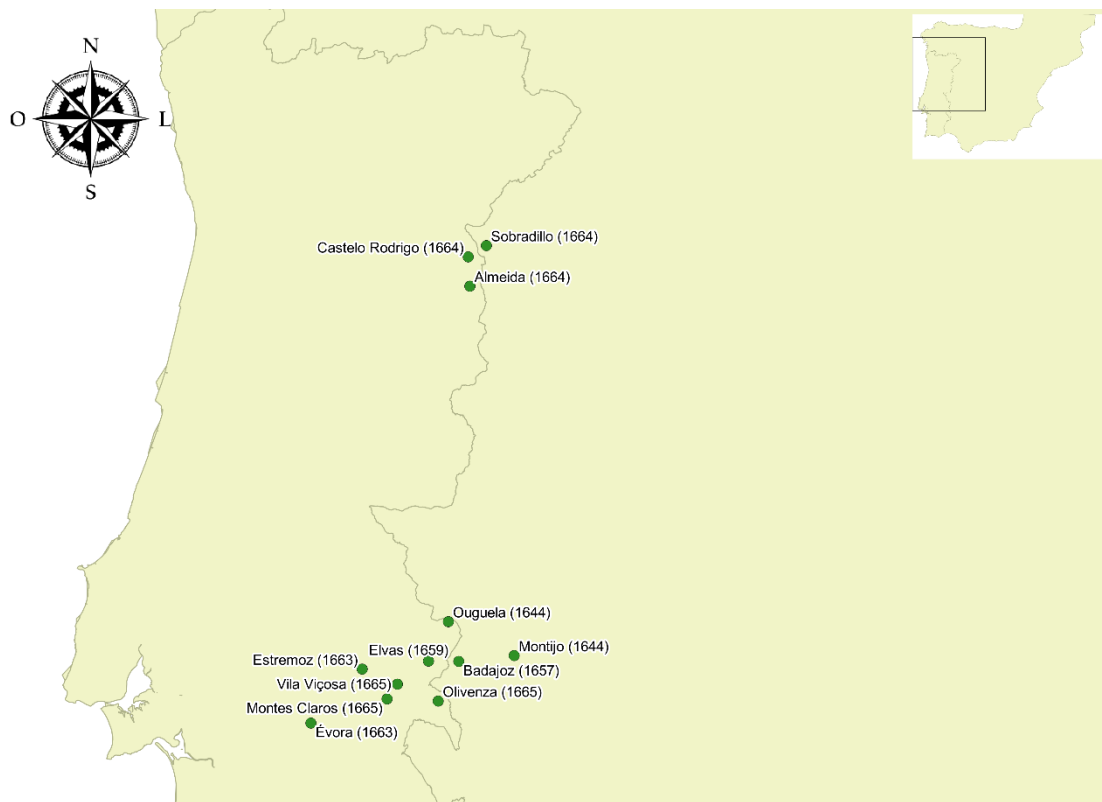 N
O
L
S
Sobradillo (1664)
Castelo Rodrigo (1664)
Almeida (1664)
Ouguela (1644)
Elvas (1659)
Montijo (1644)
Estremoz (1663)
Badajoz (1657)
Vila Viçosa (1665)
Olivenza (1665)
Montes Claros (1665)
Évora (1663)